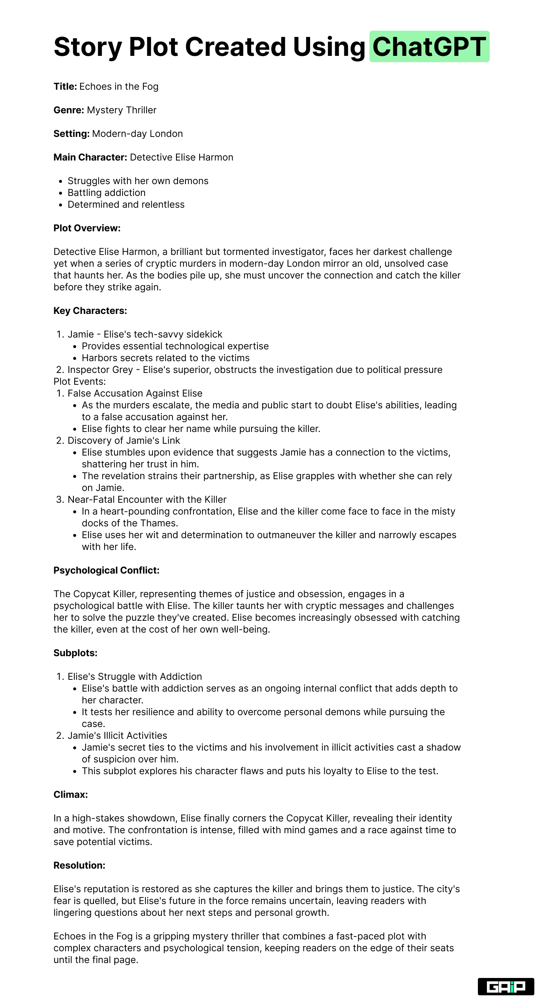 Story Plot Created Using ChatGPT
Title: Echoes in the Fog
Genre: Mystery Thriller
Setting: Modern-day London
Main Character: Detective Elise Harmon
• Struggles with her own demons
• Battling addiction
• Determined and relentless
Plot Overview:
Detective Elise Harmon, a brilliant but tormented investigator, faces her darkest challenge
yet when a series of cryptic murders in modern-day London mirror an old, unsolved case
that haunts her. As the bodies pile up, she must uncover the connection and catch the killer
before they strike again.
Key Characters:
1. Jamie - Elise's tech-savvy sidekick
• Provides essential technological expertise
• Harbors secrets related to the victims
2. Inspector Grey - Elise's superior, obstructs the investigation due to political pressure
Plot Events:
1. False Accusation Against Elise
• As the murders escalate, the media and public start to doubt Elise's abilities, leading
to a false accusation against her.
• Elise fights to clear her name while pursuing the killer.
2. Discovery of Jamie's Link
• Elise stumbles upon evidence that suggests Jamie has a connection to the victims,
shattering her trust in him.
• The revelation strains their partnership, as Elise grapples with whether she can rely
on Jamie.
3. Near-Fatal Encounter with the Killer
• In a heart-pounding confrontation, Elise and the killer come face to face in the misty
docks of the Thames.
• Elise uses her wit and determination to outmaneuver the killer and narrowly escapes
with her life.
Psychological Conflict:
The Copycat Killer, representing themes of justice and obsession, engages in a
psychological battle with Elise. The killer taunts her with cryptic messages and challenges
her to solve the puzzle they've created. Elise becomes increasingly obsessed with catching
the killer, even at the cost of her own well-being.
Subplots:
1. Elise's Struggle with Addiction
• Elise's battle with addiction serves as an ongoing internal conflict that adds depth to
her character.
• It tests her resilience and ability to overcome personal demons while pursuing the
case.
2. Jamie's Illicit Activities
• Jamie's secret ties to the victims and his involvement in illicit activities cast a shadow
of suspicion over him.
• This subplot explores his character flaws and puts his loyalty to Elise to the test.
Climax:
In a high-stakes showdown, Elise finally corners the Copycat Killer, revealing their identity
and motive. The confrontation is intense, filled with mind games and a race against time to
save potential victims.
Resolution:
Elise's reputation is restored as she captures the killer and brings them to justice. The city's
fear is quelled, but Elise's future in the force remains uncertain, leaving readers with
lingering questions about her next steps and personal growth.
Echoes in the Fog is a gripping mystery thriller that combines a fast-paced plot with
complex characters and psychological tension, keeping readers on the edge of their seats
until the final page.
GAiP